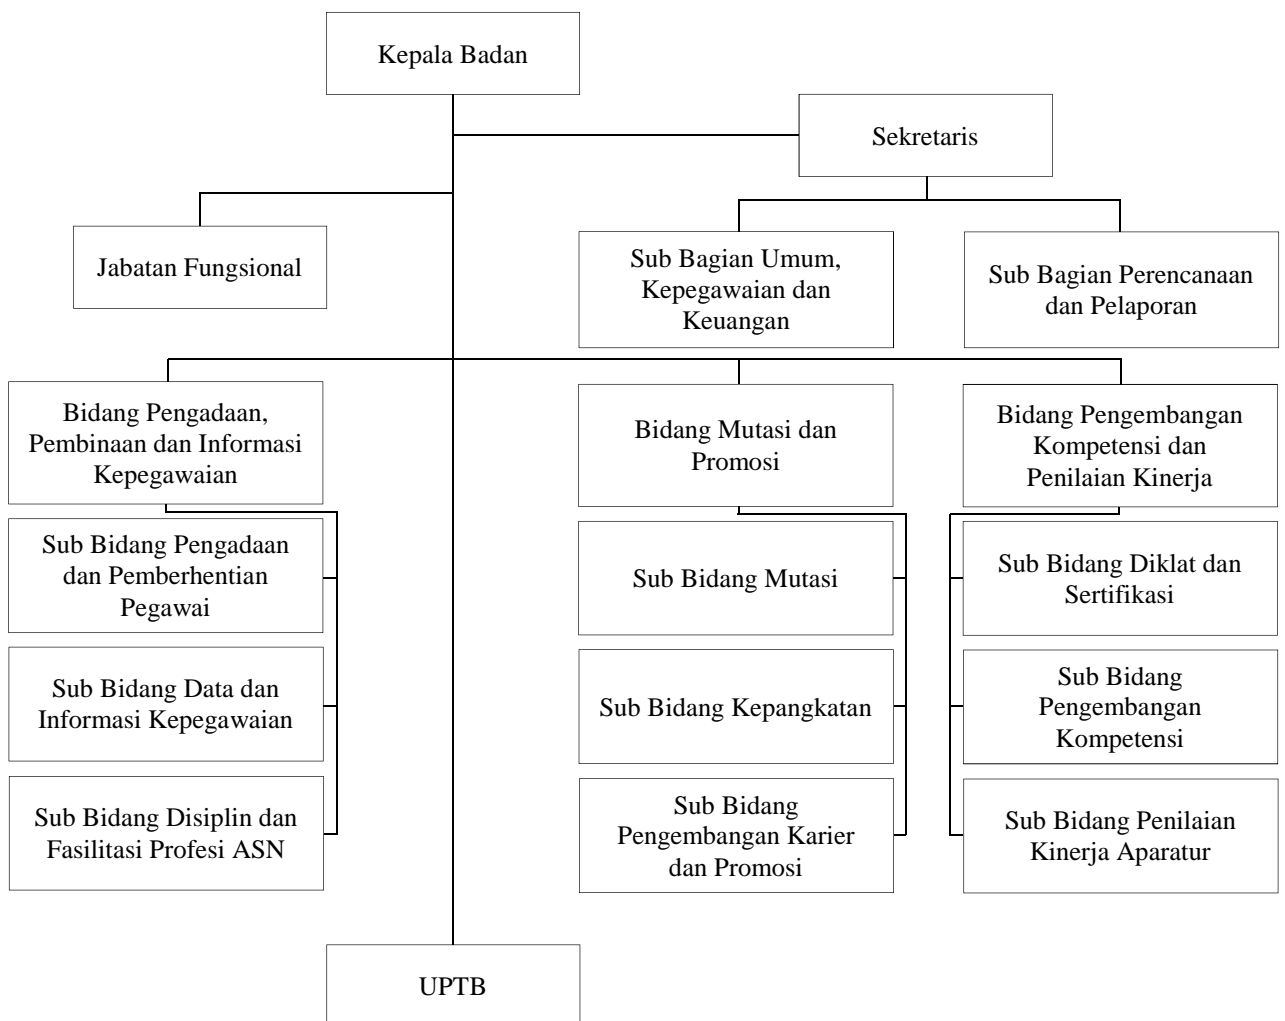 Kepala Badan
Sekretaris
Jabatan Fungsional
Sub Bagian Umum,
Kepegawaian dan
Keuangan
Sub Bagian Perencanaan
dan Pelaporan
Bidang Pengadaan,
Pembinaan dan Informasi
Kepegawaian
Bidang Mutasi dan
Promosi
Bidang Pengembangan
Kompetensi dan
Penilaian Kinerja
Sub Bidang Pengadaan
dan Pemberhentian
Pegawai
Sub Bidang Mutasi
Sub Bidang Diklat dan
Sertifikasi
Sub Bidang Data dan
Informasi Kepegawaian
Sub Bidang Kepangkatan
Sub Bidang
Pengembangan
Kompetensi
Sub Bidang Disiplin dan
Fasilitasi Profesi ASN
Sub Bidang
Pengembangan Karier
dan Promosi
Sub Bidang Penilaian
Kinerja Aparatur
UPTB